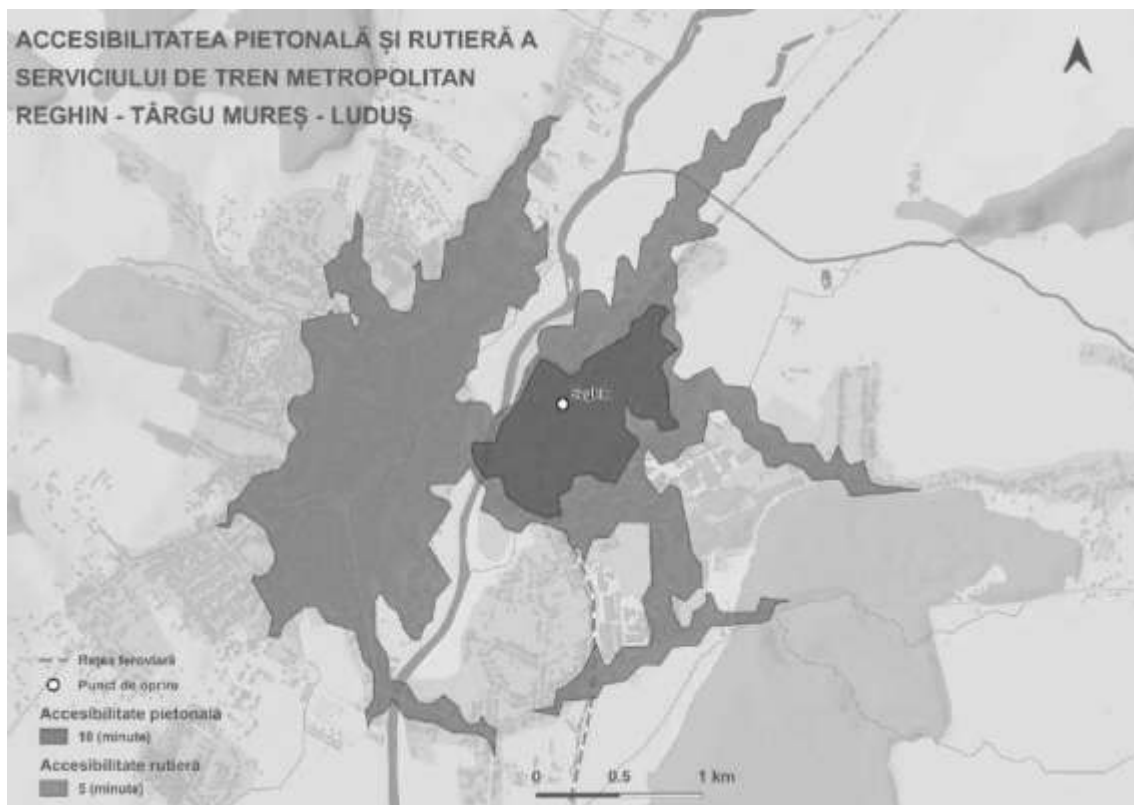 ACCESIBILITATEA PIETONALĂ ȘI RUTIERĂ A
SERVICIULUI DE TREN METROPOLITAN
REGHIN - TÂRGU MUREȘ - LUDUȘ
Rețea feroviară
Punct de oprire
Accesibilitate pietonală
10 (minute)
Accesibilitate rutieră
5 (minute)
0 0.5 1 km